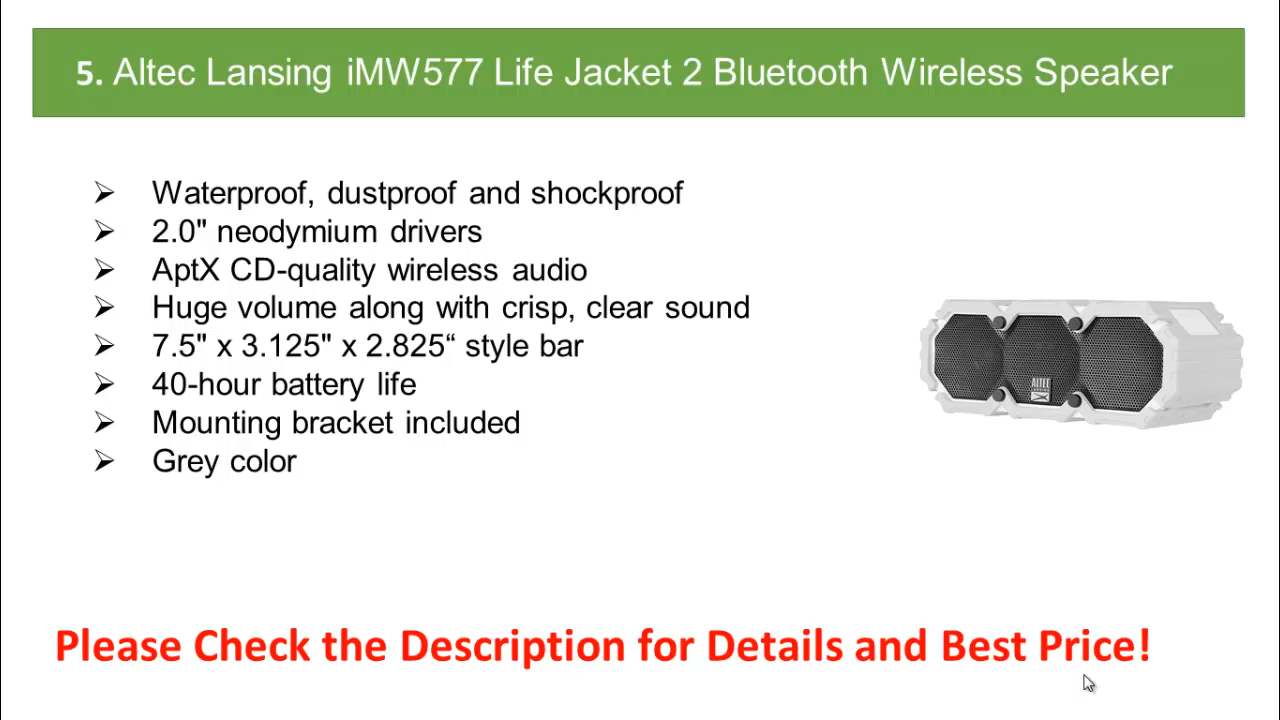 5. Altec Lansing iMW577 Life Jacket 2 Bluetooth Wireless Speaker
Waterproof, dustproof and shockproof
2.0" neodymium drivers
AptX CD-quality wireless audio
Huge volume along with crisp, clear sound
7.5" x 3.125" x 2.825“ style bar
40-hour battery life
Mounting bracket included
Grey color
ALTEC
LANSING
Please Check the Description for Details and Best Price!